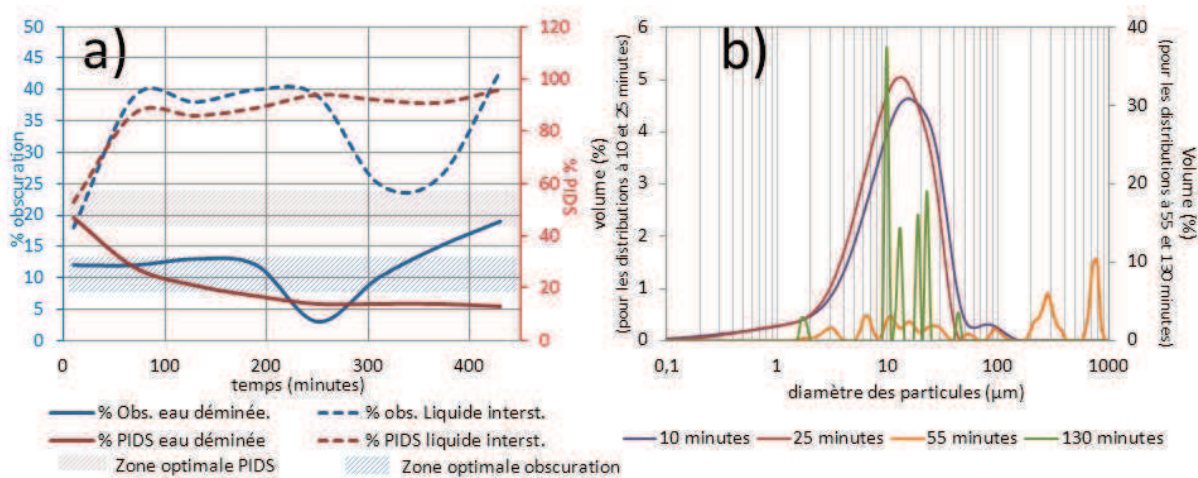 a)
50
45
40
35
30
25
20
15
10
5
0
% obscuration
120
100
80
60
40
20
0
% PIDS
0
100
200
300
400
temps (minutes)
% Obs. eau déminée.
% obs. Liquide interst.
% PIDS eau déminée
% PIDS liquide interst.
Zone optimale PIDS
Zone optimale obscuration
b)
6
5
4
3
2
1
0
volume (%)
(pour les distributions à 10 et 25 minutes)
40
30
20
10
0
Volume (%)
(pour les distributions à 55 et 130 minutes)
0,1
1
10
100
1000
diamètre des particules (µm)
10 minutes
25 minutes
55 minutes
130 minutes